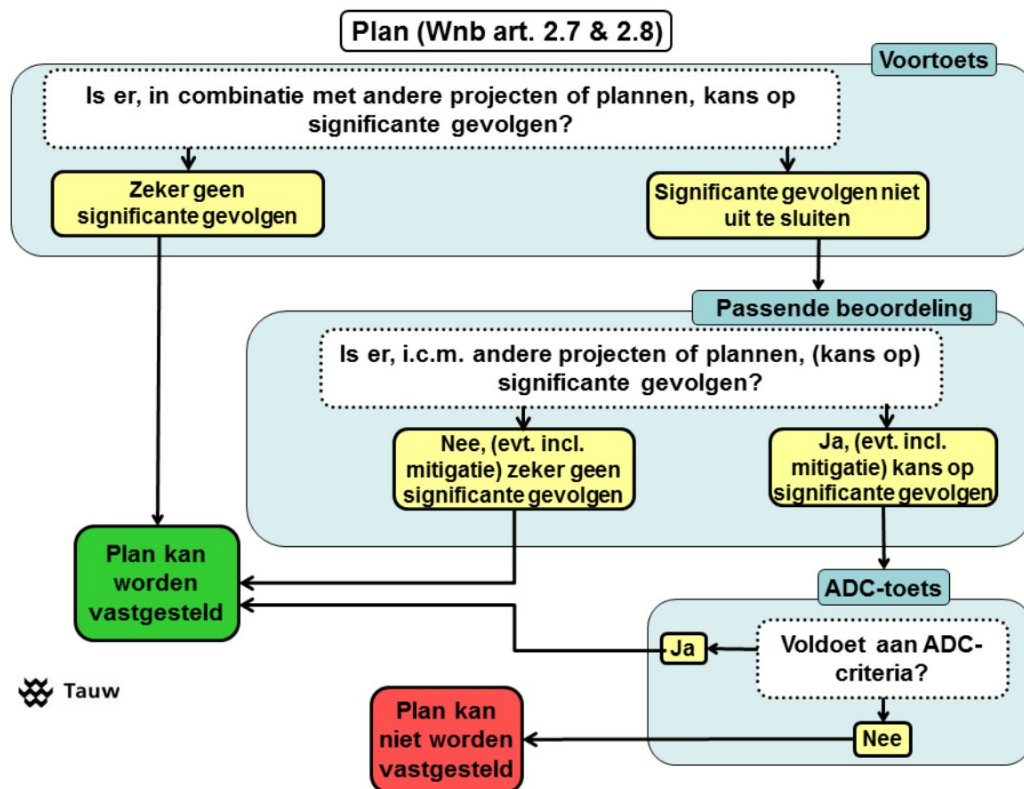 Plan (Wnb art. 2.7 & 2.8)
Voortoets
Is er, in combinatie met andere projecten of plannen, kans op
significante gevolgen?
Zeker geen
significante gevolgen
Significante gevolgen niet
uit te sluiten
Passende beoordeling
Is er, i.c.m. andere projecten of plannen, (kans op)
significante gevolgen?
Nee, (evt. incl.
mitigatie) zeker geen
significante gevolgen
Ja, (evt. incl.
mitigatie) kans op
significante gevolgen
Plan kan
worden
vastgesteld
ADC-toets
Ja
Voldoet aan ADC-
criteria?
Tauw
Plan kan
niet worden
vastgesteld
Nee